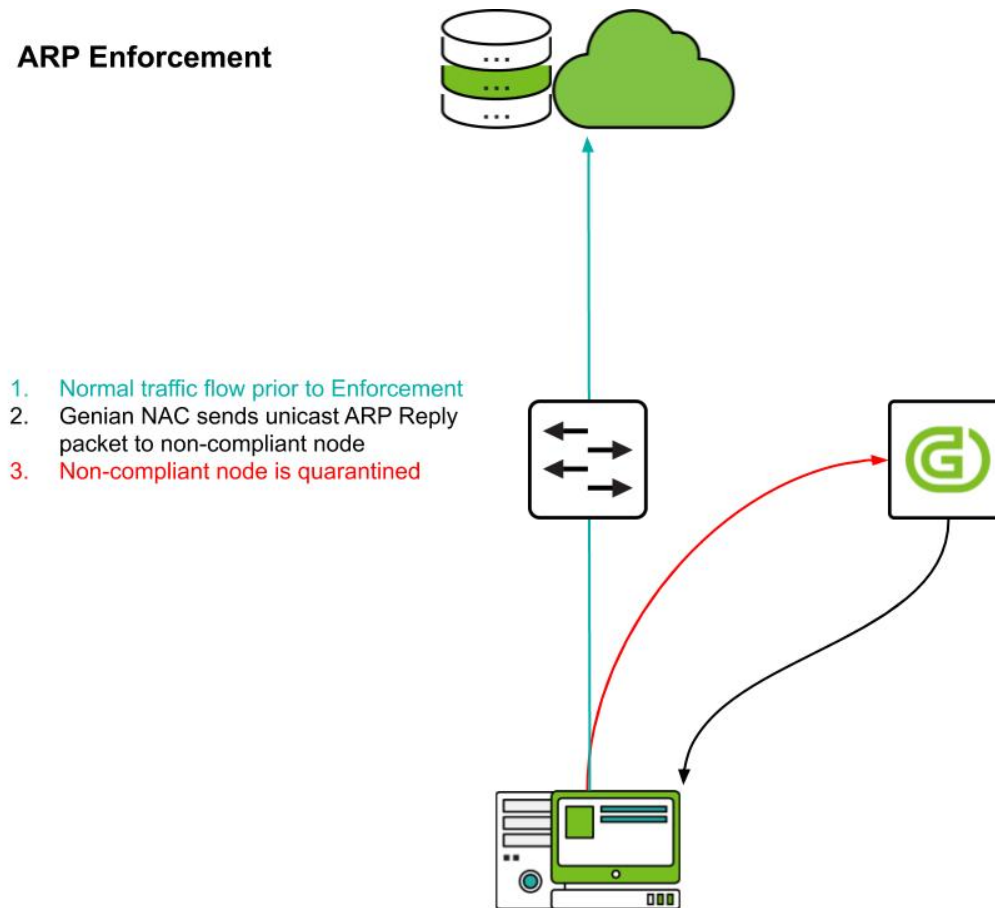 ARP Enforcement
1. Normal traffic flow prior to Enforcement
2. Genian NAC sends unicast ARP Reply
packet to non-compliant node
3. Non-compliant node is quarantined